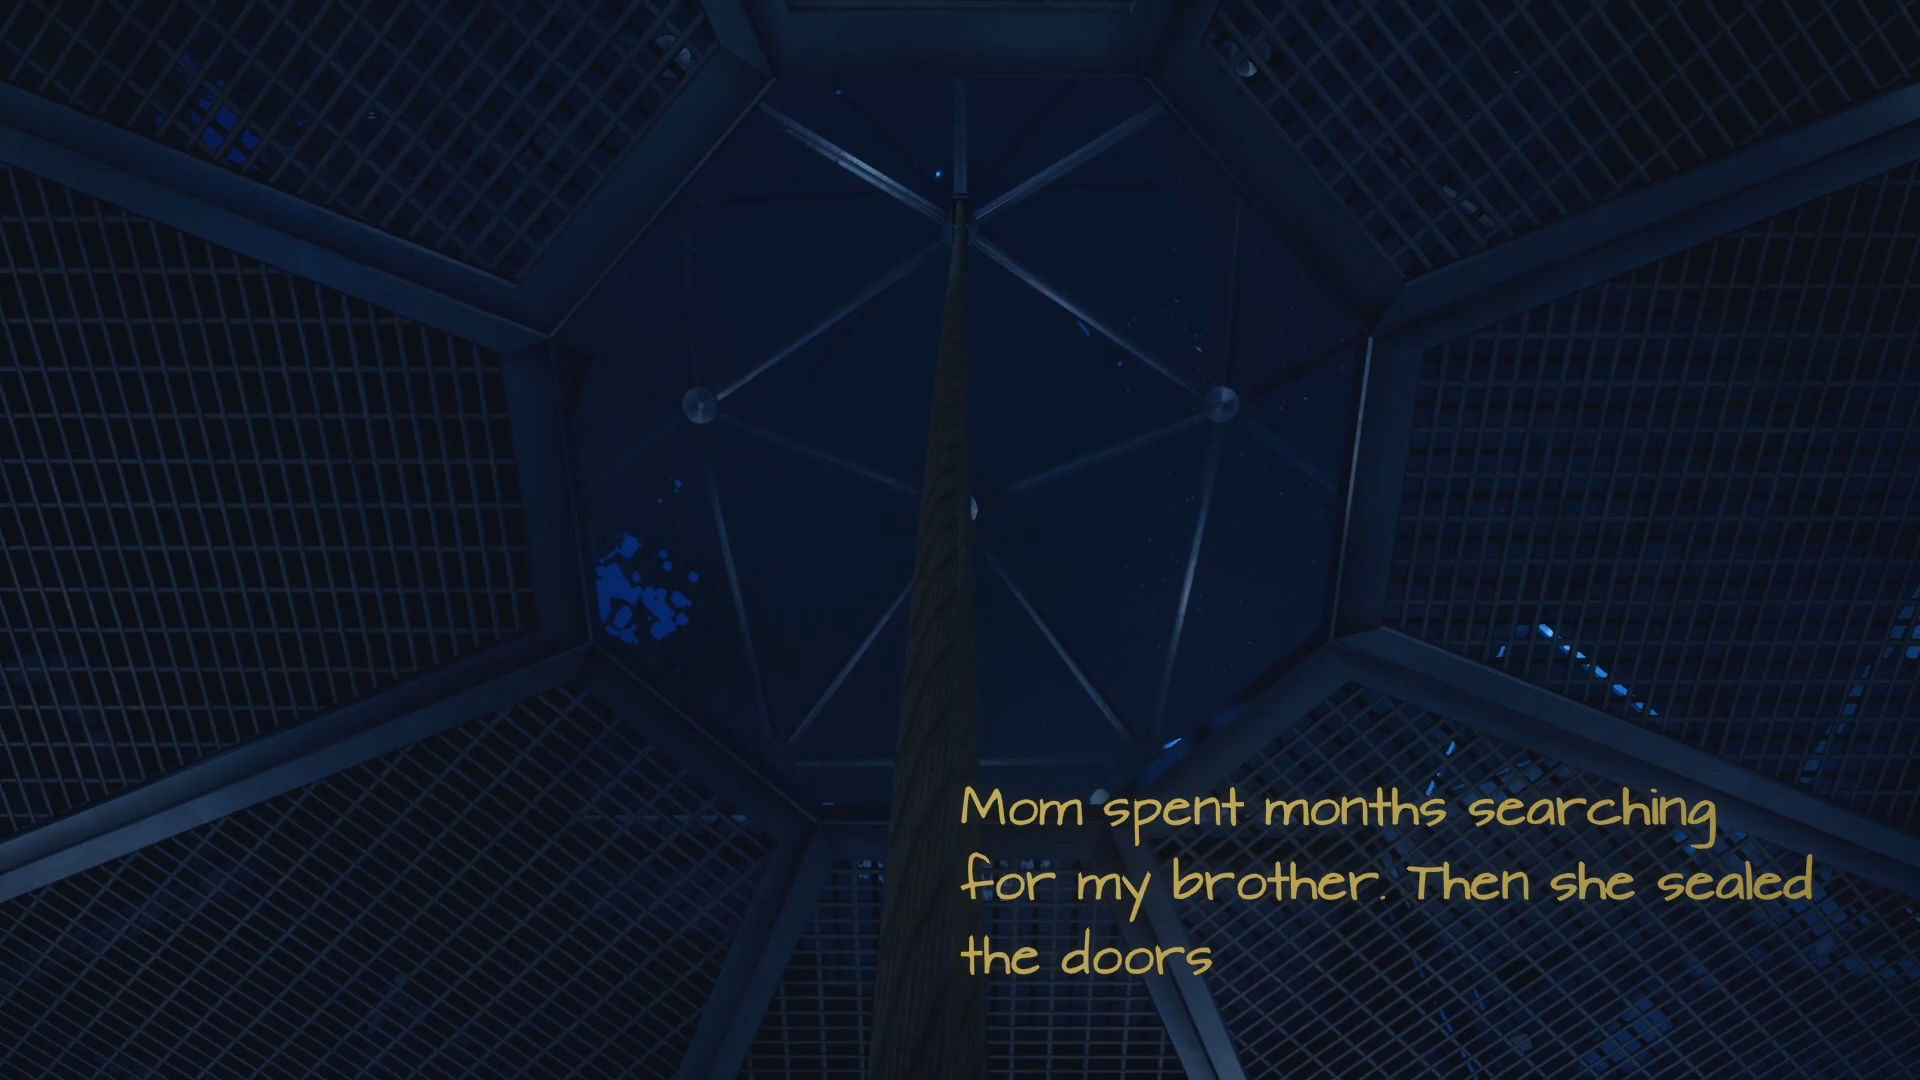 Mom spent months searching
for my brother. Then she sealed
the doors